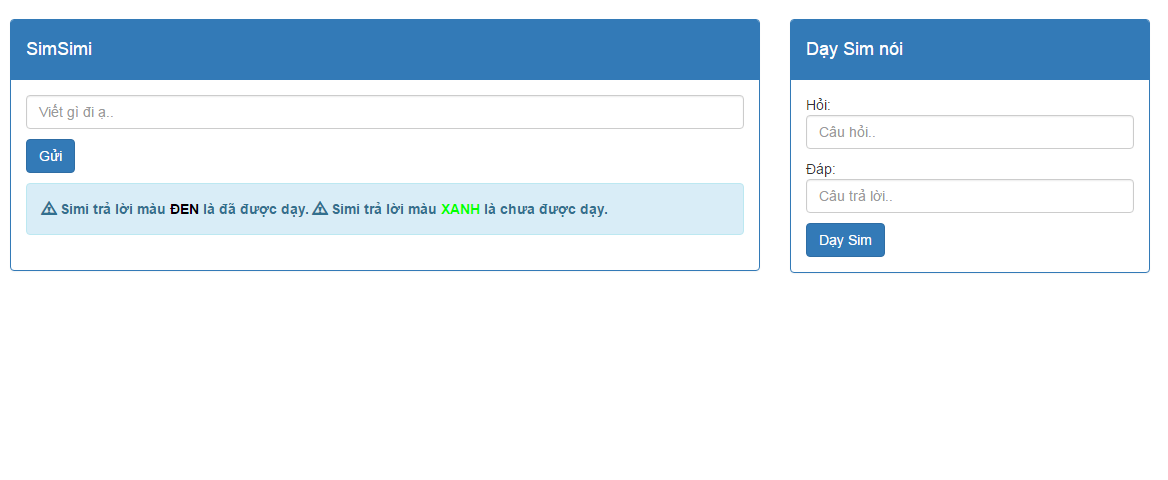 SimSimi
Viết gì đi ạ..
Gửi
Simi trả lời màu ĐEN là đã được dạy. Simi trả lời màu XANH là chưa được dạy.
Dạy Sim nói
Hỏi:
Câu hỏi..
Đáp:
Câu trả lời..
Dạy Sim